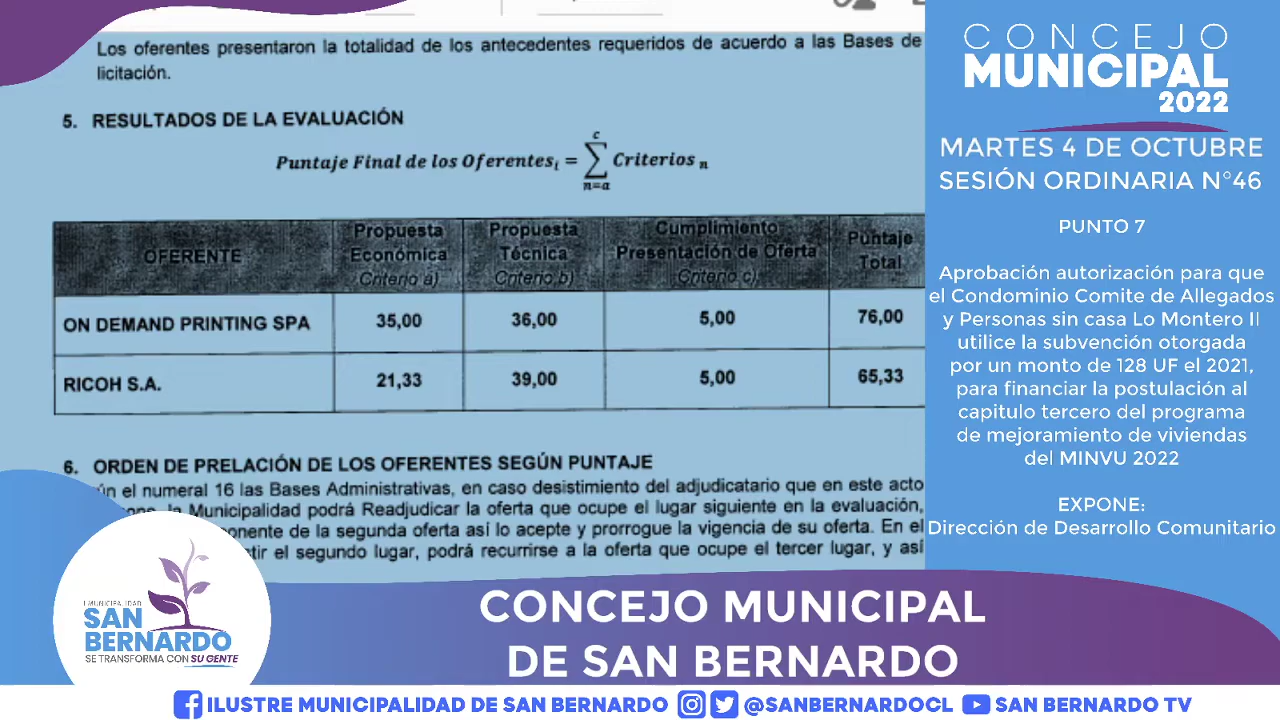 Los oferentes presentaron la totalidad de los antecedentes requeridos de acuerdo a las Bases de
licitación.
5. RESULTADOS DE LA EVALUACIÓN
Puntaje Final de los Oferentes i = c ∑ n=a Criterios n
OFERENTE Propuesta Económica Criterio a) Propuesta Técnica Criterio b) Cumplimiento Presentación de Oferta Criterio c) Puntaje Total
ON DEMAND PRINTING SPA 35,00 36,00 5,00 76,00
RICOH S.A. 21,33 39,00 5,00 65,33
6. ORDEN DE PRELACIÓN DE LOS OFERENTES SEGÚN PUNTAJE
el numeral 16 las Bases Administrativas, en caso desistimiento del adjudicatario que en este acto
la Municipalidad podrá Readjudicar la oferta que ocupe el lugar siguiente en la evaluación,
de la segunda oferta así lo acepte y prorrogue la vigencia de su oferta. En el
el segundo lugar, podrá recurrirse a la oferta que ocupe el tercer lugar, y así
CONCEJO
MUNICIPAL
2022
MARTES 4 DE OCTUBRE
SESIÓN ORDINARIA N°46
PUNTO 7
Aprobación autorización para que
el Condominio Comite de Allegados
y Personas sin casa Lo Montero II
utilice la subvención otorgada
por un monto de 128 UF el 2021,
para financiar la postulación al
capitulo tercero del programa
de mejoramiento de viviendas
del MINVU 2022
EXPONE:
Dirección de Desarrollo Comunitario
I MUNICIPALIDAD
SAN
BERNARDO
SE TRANSFORMA CON SU GENTE
CONCEJO MUNICIPAL
DE SAN BERNARDO
ILUSTRE MUNICIPALIDAD DE SAN BERNARDO @SANBERNARDOCL SAN BERNARDO TV